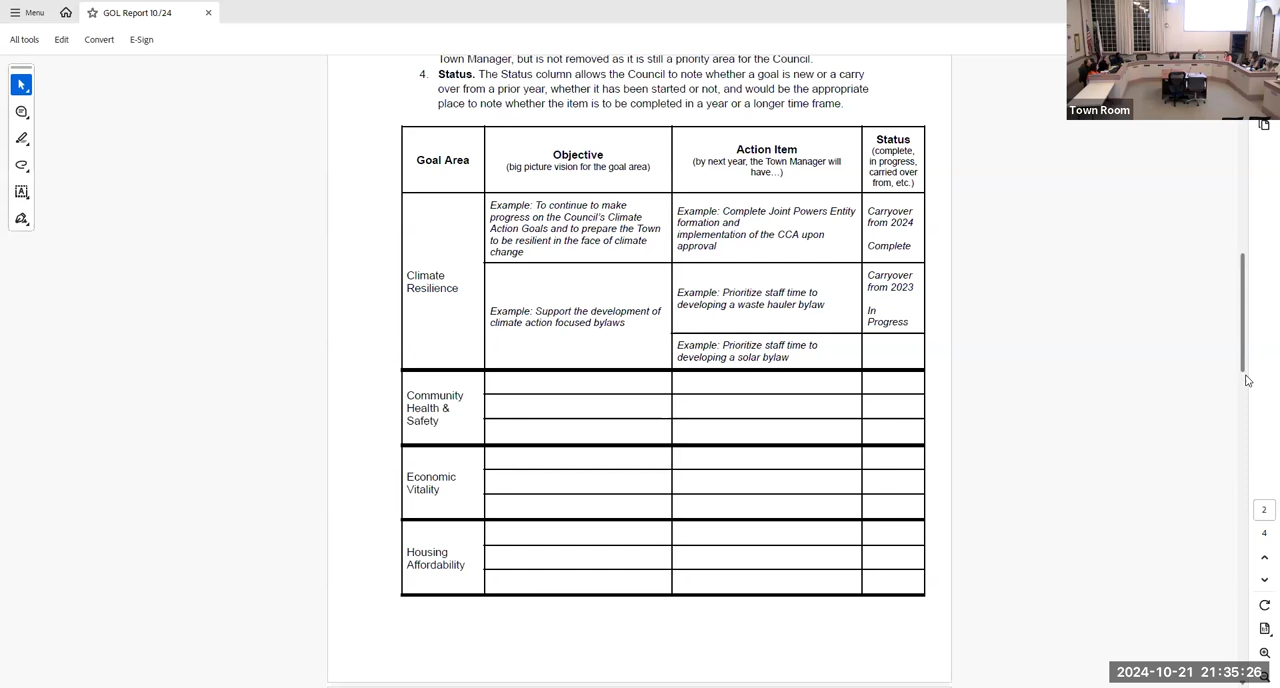 Menu
GOL Report 10./24
All tools
Edit
Convert
E-Sign
Town Room
Town Manager, but is not removed as it is still a priority area for the Council.
4. Status. The Status column allows the Council to note whether a goal is new or a carry
over from a prior year, whether it has been started or not, and would be the appropriate
place to note whether the item is to be completed in a year or a longer time frame.
Goal Area
Objective
(big picture vision for the goal area)
Action Item
(by next year, the Town Manager will
have…)
Status
(complete,
in progress,
carried over
from, etc.)
Climate
Resilience
Example: To continue to make
progress on the Council's Climate
Action Goals and to prepare the Town
to be resilient in the face of climate
change
Example: Complete Joint Powers Entity
formation and
implementation of the CCA upon
approval
Carryover
from 2024
Complete
Example: Support the development of
climate action focused bylaws
Example: Prioritize staff time to
developing a waste hauler bylaw
Carryover
from 2023
In
Progress
Example: Prioritize staff time to
developing a solar bylaw
Community
Health &
Safety
Economic
Vitality
Housing
Affordability
2
4
2024-10-21 21:35:26